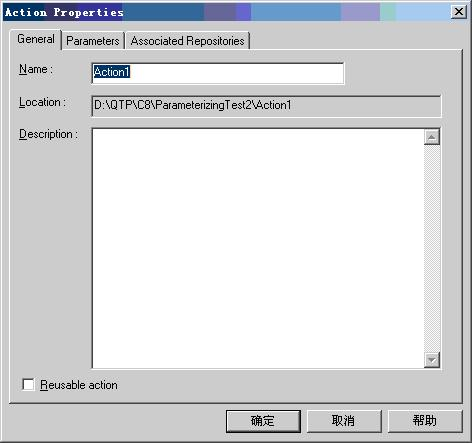 Action Properties
General Parameters Associated Repositories
Name :
Action1
Location :
D:\QTP\C8\ParameterizingTest2\Action1
Description :
Reusable action
确定 取消 帮助